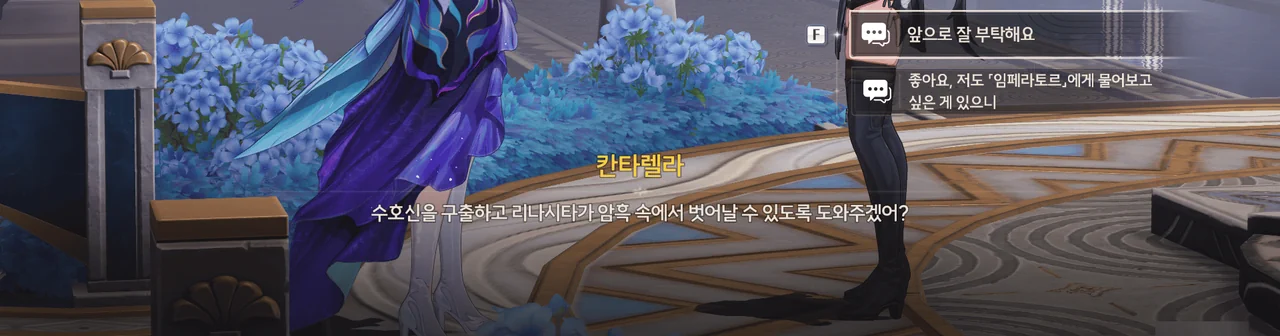 F
앞으로 잘 부탁해요
좋아요, 저도 「임페라토르」에게 물어보고
싶은 게 있으니
칸타렐라
수호신을 구출하고 리나시타가 암흑 속에서 벗어날 수 있도록 도와주겠어?